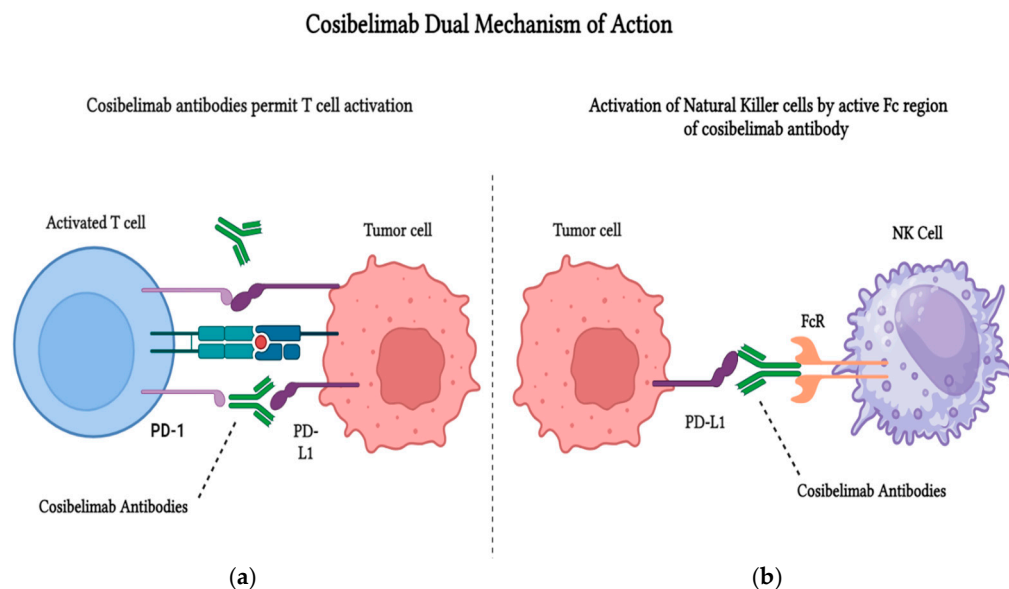 Cosibelimab Dual Mechanism of Action
Cosibelimab antibodies permit T cell activation
Activated T cell
Tumor cell
PD-1
PD-
L1
Cosibelimab Antibodies
(a)
Activation of Natural Killer cells by active Fc region
of cosibelimab antibody
Tumor cell
NK Cell
FcR
PD-L1
Cosibelimab Antibodies
(b)